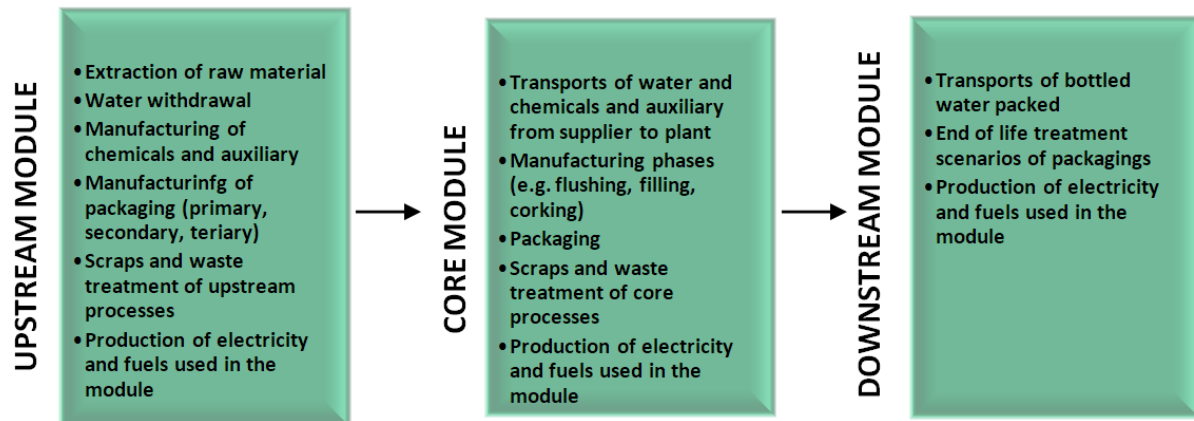 UPSTREAM MODULE
•Extraction of raw material
•Water withdrawal
•Manufacturing of
chemicals and auxiliary
•Manufacturinfg of
packaging (primary,
secondary, teriary)
•Scraps and waste
treatment of upstream
processes
•Production of electricity
and fuels used in the
module
CORE MODULE
•Transports of water and
chemicals and auxiliary
from supplier to plant
•Manufacturing phases
(e.g. flushing, filling,
corking)
•Packaging
•Scraps and waste
treatment of core
processes
•Production of electricity
and fuels used in the
module
DOWNSTREAM MODULE
•Transports of bottled
water packed
•End of life treatment
scenarios of packagings
•Production of electricity
and fuels used in the
module